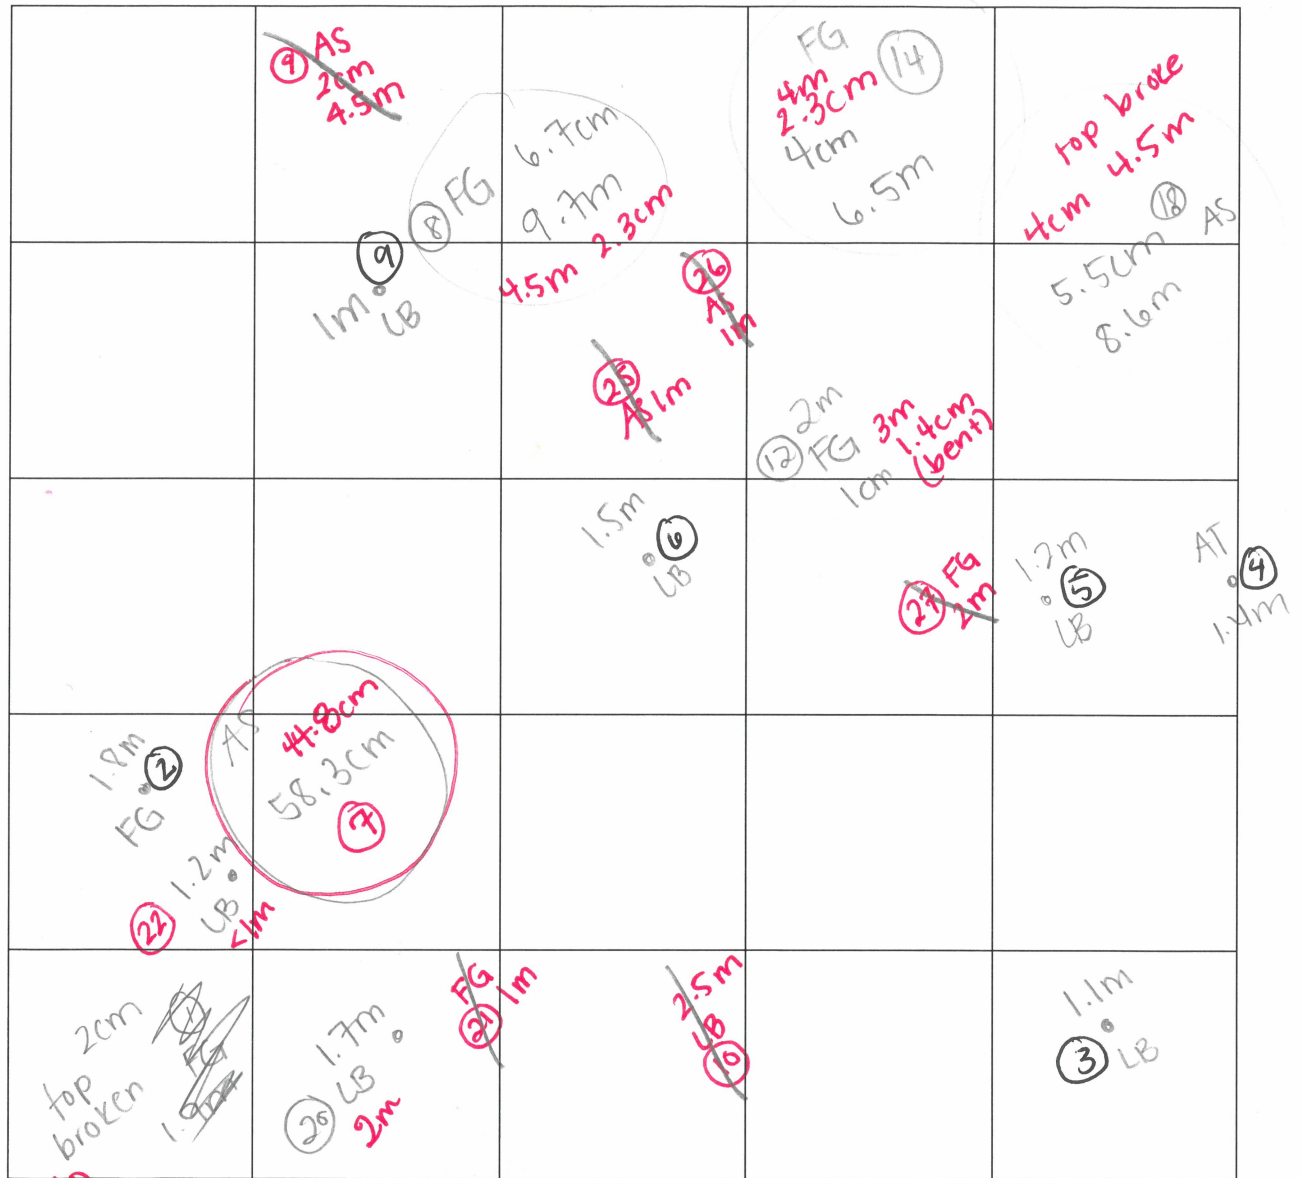 9 AS
2cm
4.5m
8 FG
6.7cm
9.7m
4.5m 2.3cm
FG 14
4m
2.3cm
4cm
6.5m
top broke
4cm 4.5m
18 AS
5.5cm
8.6m
9
1m
LB
26
AS
1m
25
AS 1m
2m
12 FG
1cm
3m
1.4cm
(bent)
1.5m
6
LB
FG
27 2m
1.2m
5
LB
AT
4
1.4m
AS
44.8cm
58.3cm
7
1.8m
2
FG
1.2m
LB
22
<1m
2cm
top
broken
FG
1.7m
LB
20
2m
FG
21 1m
2.5m
LB
1.1m
3 LB